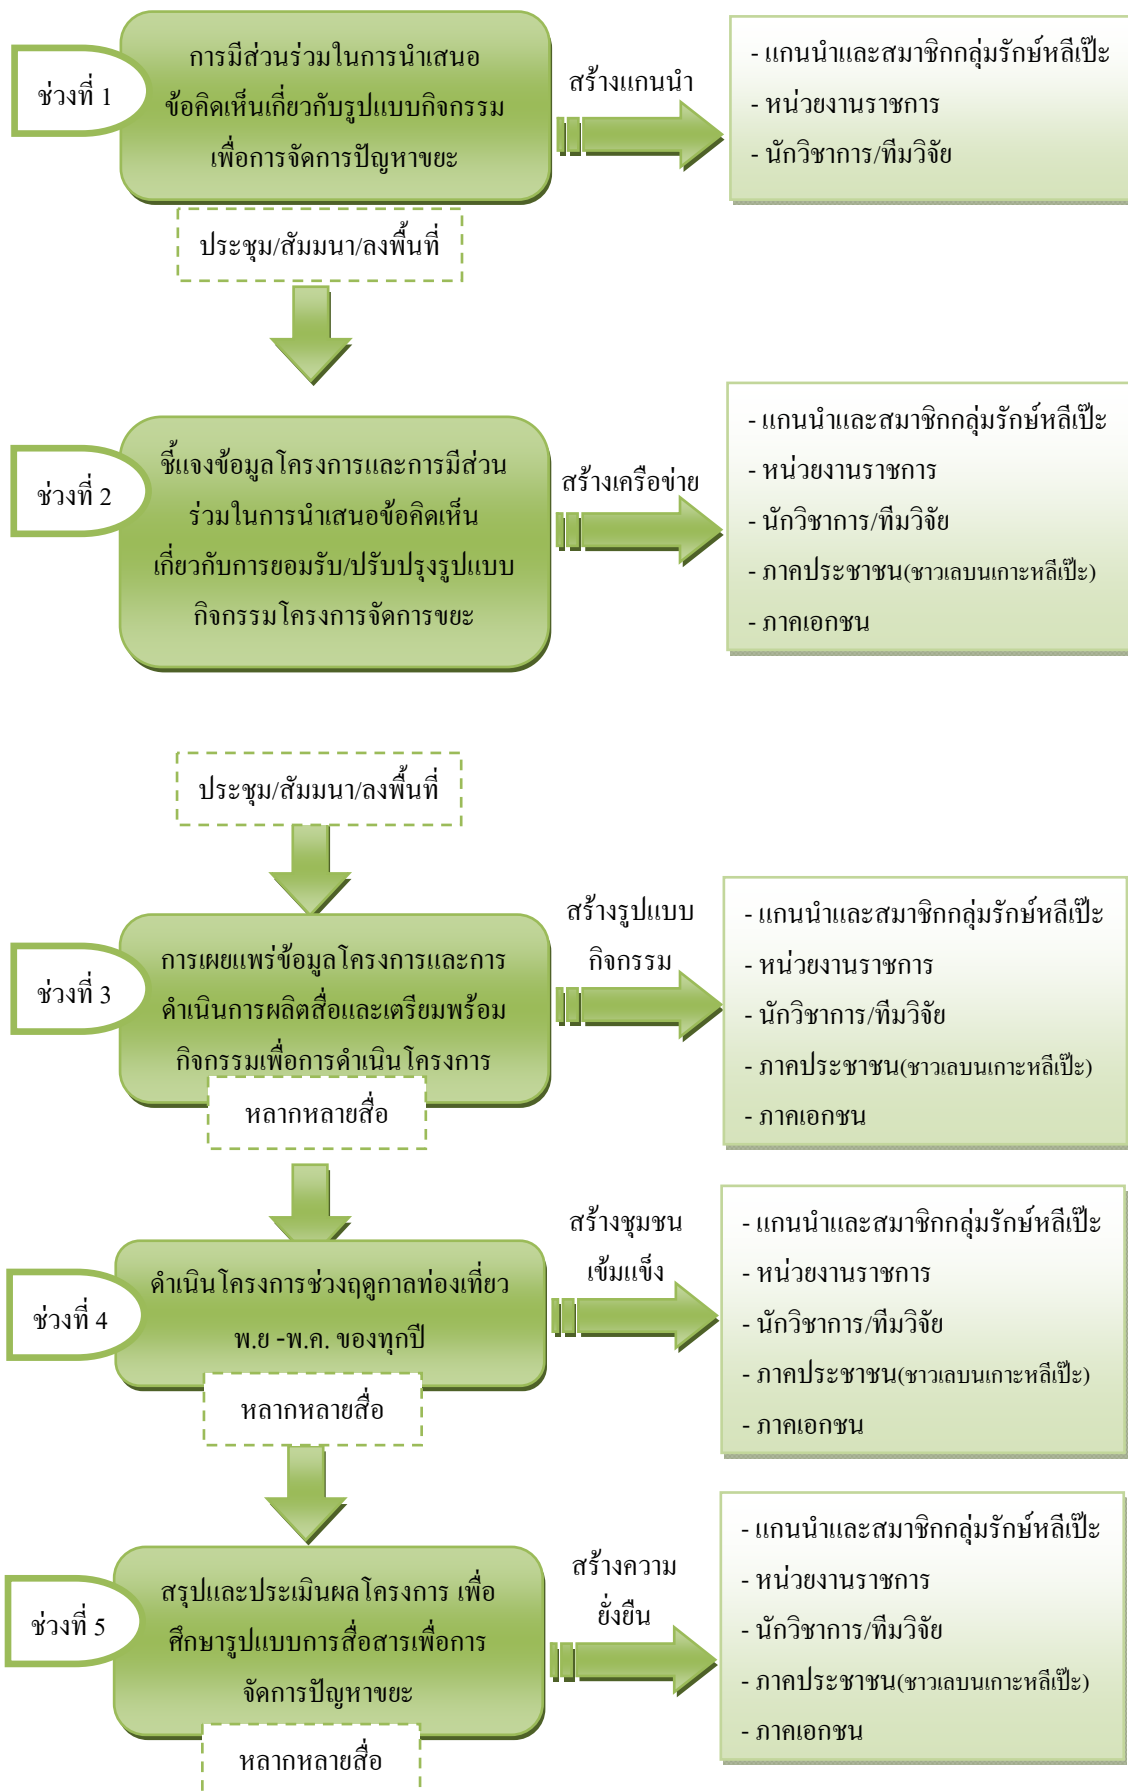 ช่วงที่ 1
การมีส่วนร่วมในการนำเสนอ
ข้อคิดเห็นเกี่ยวกับรูปแบบกิจกรรม
เพื่อการจัดการปัญหาขยะ
สร้างแกนนำ
- แกนนำและสมาชิกกลุ่มรักษ์หลีเป๊ะ
- หน่วยงานราชการ
- นักวิชาการ/ทีมวิจัย
ประชุม/สัมมนา/ลงพื้นที่
ช่วงที่ 2
ชี้แจงข้อมูลโครงการและการมีส่วน
ร่วมในการนำเสนอข้อคิดเห็น
เกี่ยวกับการยอมรับ/ปรับปรุงรูปแบบ
กิจกรรมโครงการจัดการขยะ
สร้างเครือข่าย
- แกนนำและสมาชิกกลุ่มรักษ์หลีเป๊ะ
- หน่วยงานราชการ
- นักวิชาการ/ทีมวิจัย
- ภาคประชาชน(ชาวเลบนเกาะหลีเป๊ะ)
- ภาคเอกชน
ประชุม/สัมมนา/ลงพื้นที่
ช่วงที่ 3
การเผยแพร่ข้อมูลโครงการและการ
ดำเนินการผลิตสื่อและเตรียมพร้อม
กิจกรรมเพื่อการดำเนินโครงการ
สร้างรูปแบบ
กิจกรรม
- แกนนำและสมาชิกกลุ่มรักษ์หลีเป๊ะ
- หน่วยงานราชการ
- นักวิชาการ/ทีมวิจัย
- ภาคประชาชน(ชาวเลบนเกาะหลีเป๊ะ)
- ภาคเอกชน
หลากหลายสื่อ
ช่วงที่ 4
ดำเนินโครงการช่วงฤดูกาลท่องเที่ยว
พ.ย -พ.ค. ของทุกปี
สร้างชุมชน
เข้มแข็ง
- แกนนำและสมาชิกกลุ่มรักษ์หลีเป๊ะ
- หน่วยงานราชการ
- นักวิชาการ/ทีมวิจัย
- ภาคประชาชน(ชาวเลบนเกาะหลีเป๊ะ)
- ภาคเอกชน
หลากหลายสื่อ
ช่วงที่ 5
สรุปและประเมินผลโครงการ เพื่อ
ศึกษารูปแบบการสื่อสารเพื่อการ
จัดการปัญหาขยะ
สร้างความ
ยั่งยืน
- แกนนำและสมาชิกกลุ่มรักษ์หลีเป๊ะ
- หน่วยงานราชการ
- นักวิชาการ/ทีมวิจัย
- ภาคประชาชน(ชาวเลบนเกาะหลีเป๊ะ)
- ภาคเอกชน
หลากหลายสื่อ